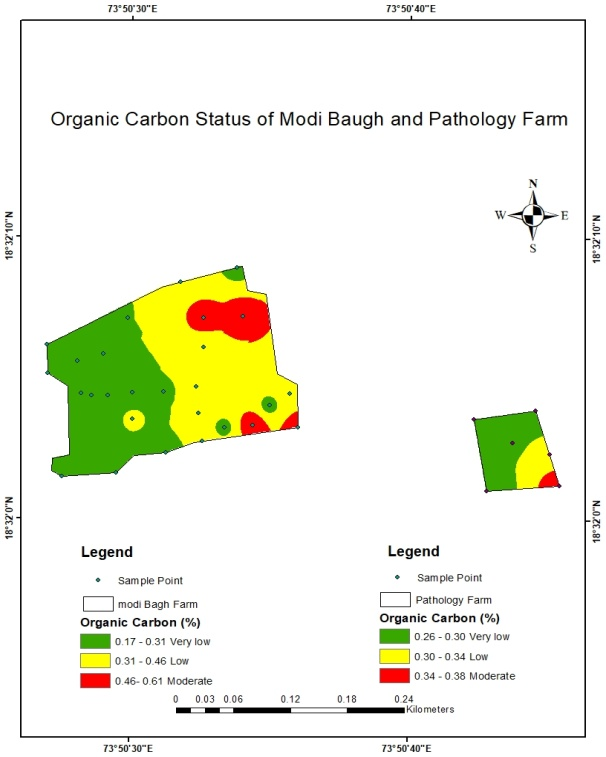 73°50'30"E 73°50'40"E
Organic Carbon Status of Modi Baugh and Pathology Farm
N
W E
S
18°32'10"N 18°32'10"N
18°32'0"N 18°32'0"N
Legend
Sample Point
modi Bagh Farm
Organic Carbon (%)
0.17 - 0.31 Very low
0.31 - 0.46 Low
0.46- 0.61 Moderate
Legend
Sample Point
Pathology Farm
Organic Carbon (%)
0.26 - 0.30 Very low
0.30 - 0.34 Low
0.34 - 0.38 Moderate
0 0.03 0.06 0.12 0.18 0.24
Kilometers
73°50'30"E 73°50'40"E